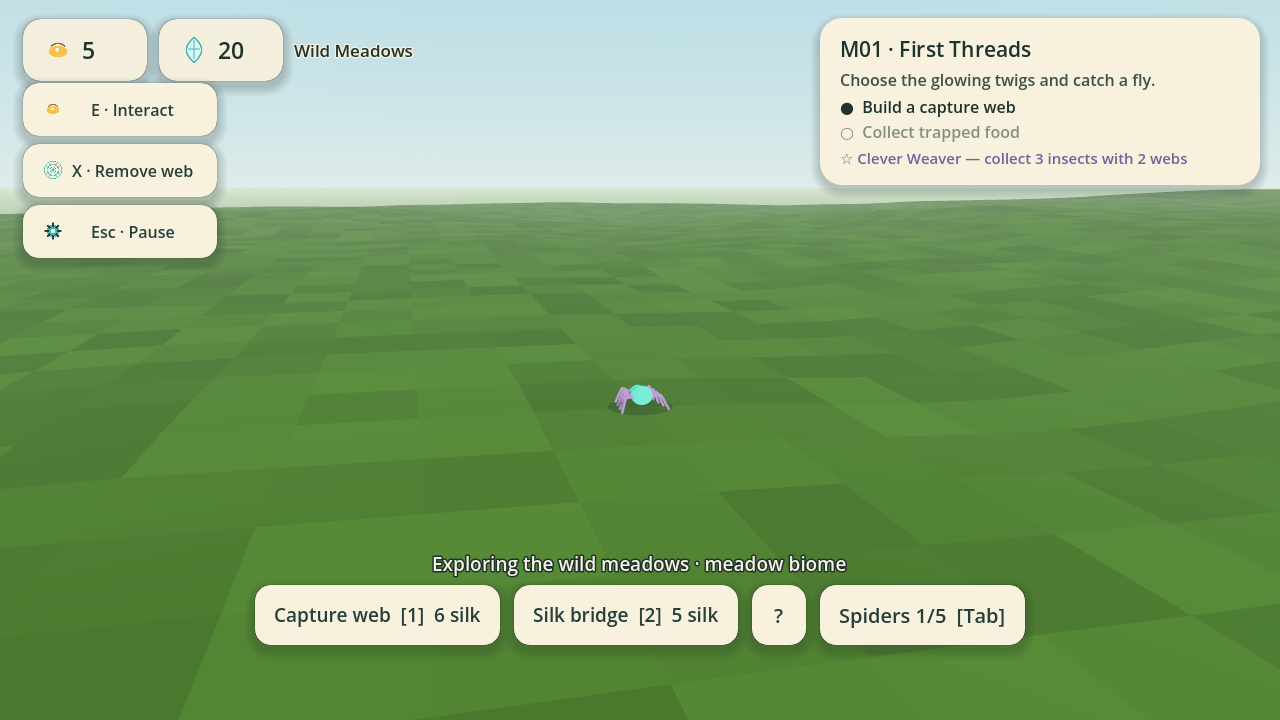 5
20
Wild Meadows
E · Interact
X · Remove web
Esc · Pause
M01 · First Threads
Choose the glowing twigs and catch a fly.
● Build a capture web
○ Collect trapped food
☆ Clever Weaver — collect 3 insects with 2 webs
Exploring the wild meadows · meadow biome
Capture web [1] 6 silk
Silk bridge [2] 5 silk
?
Spiders 1/5 [Tab]